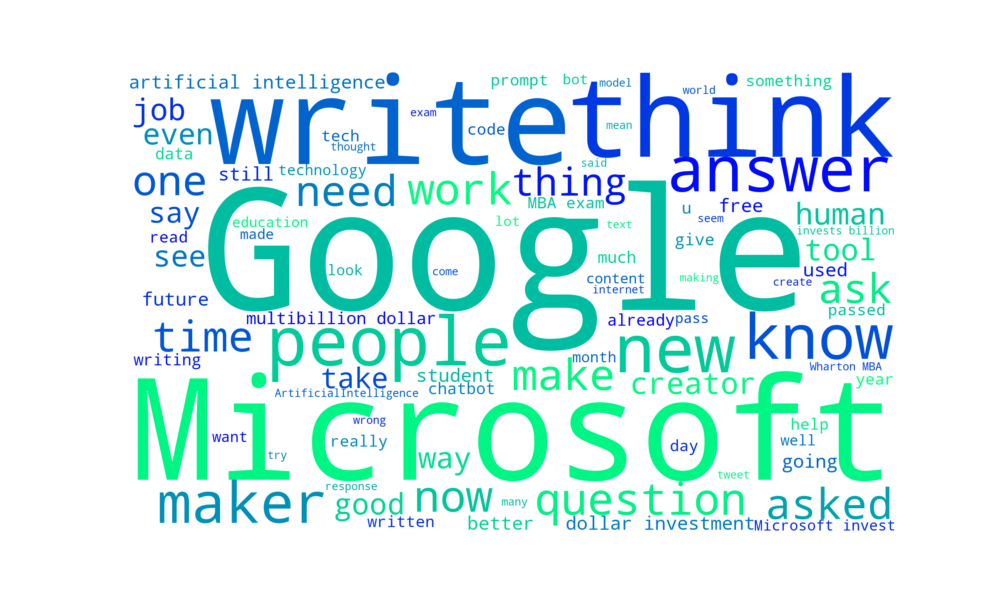 artificial intelligence
prompt
bot
model
something
world
job
write
think
exam
code
even
tech
thought
mean
data
said
answer
one
still
technology
need
work
thing
MBA exam
say
education
lot
text
u
free
seem
human
invests billion
read
made
Google
give
tool
see
look
come
much
content
internet
making
used
create
ask
future
passed
multibillion dollar
already
pass
time
people
new
know
writing
month
Wharton MBA
take
student
chatbot
make
creator
year
ArtificialIntelligence
Microsoft
wrong
want
really
day
help
well
try
way
going
tweet
maker
response
good
now
many
question
asked
written
better
dollar investment
Microsoft invest